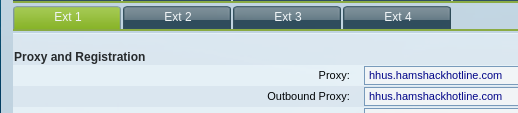 Ext 1 Ext 2 Ext 3 Ext 4
Proxy and Registration
Proxy: hhus.hamshackhotline.com
Outbound Proxy: hhus.hamshackhotline.com